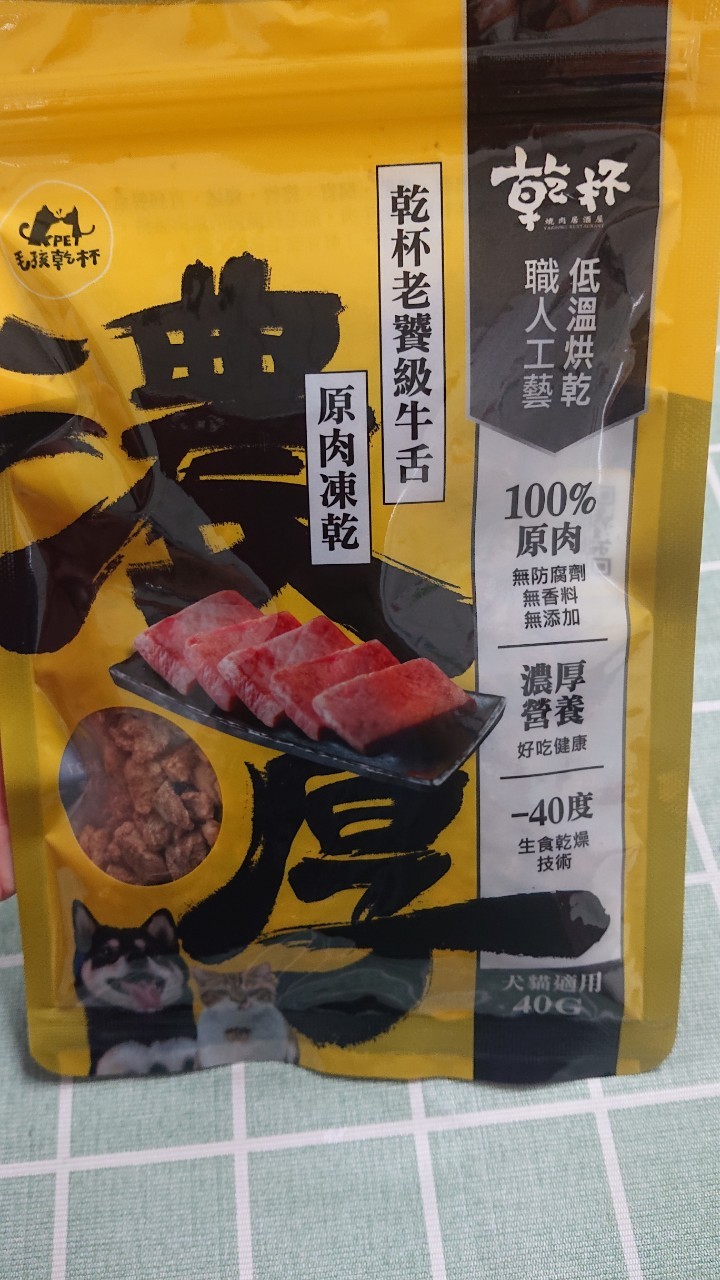 乾杯
燒肉居酒屋
YAKINIKU RESTAURANT
低溫烘乾
職人工藝
KPET
毛孩乾杯
乾杯老饕級牛舌
原肉凍乾
濃厚
100%
原肉
無防腐劑
無香料
無添加
濃厚
營養
好吃健康
-40度
生食乾燥
技術
犬貓適用
40G